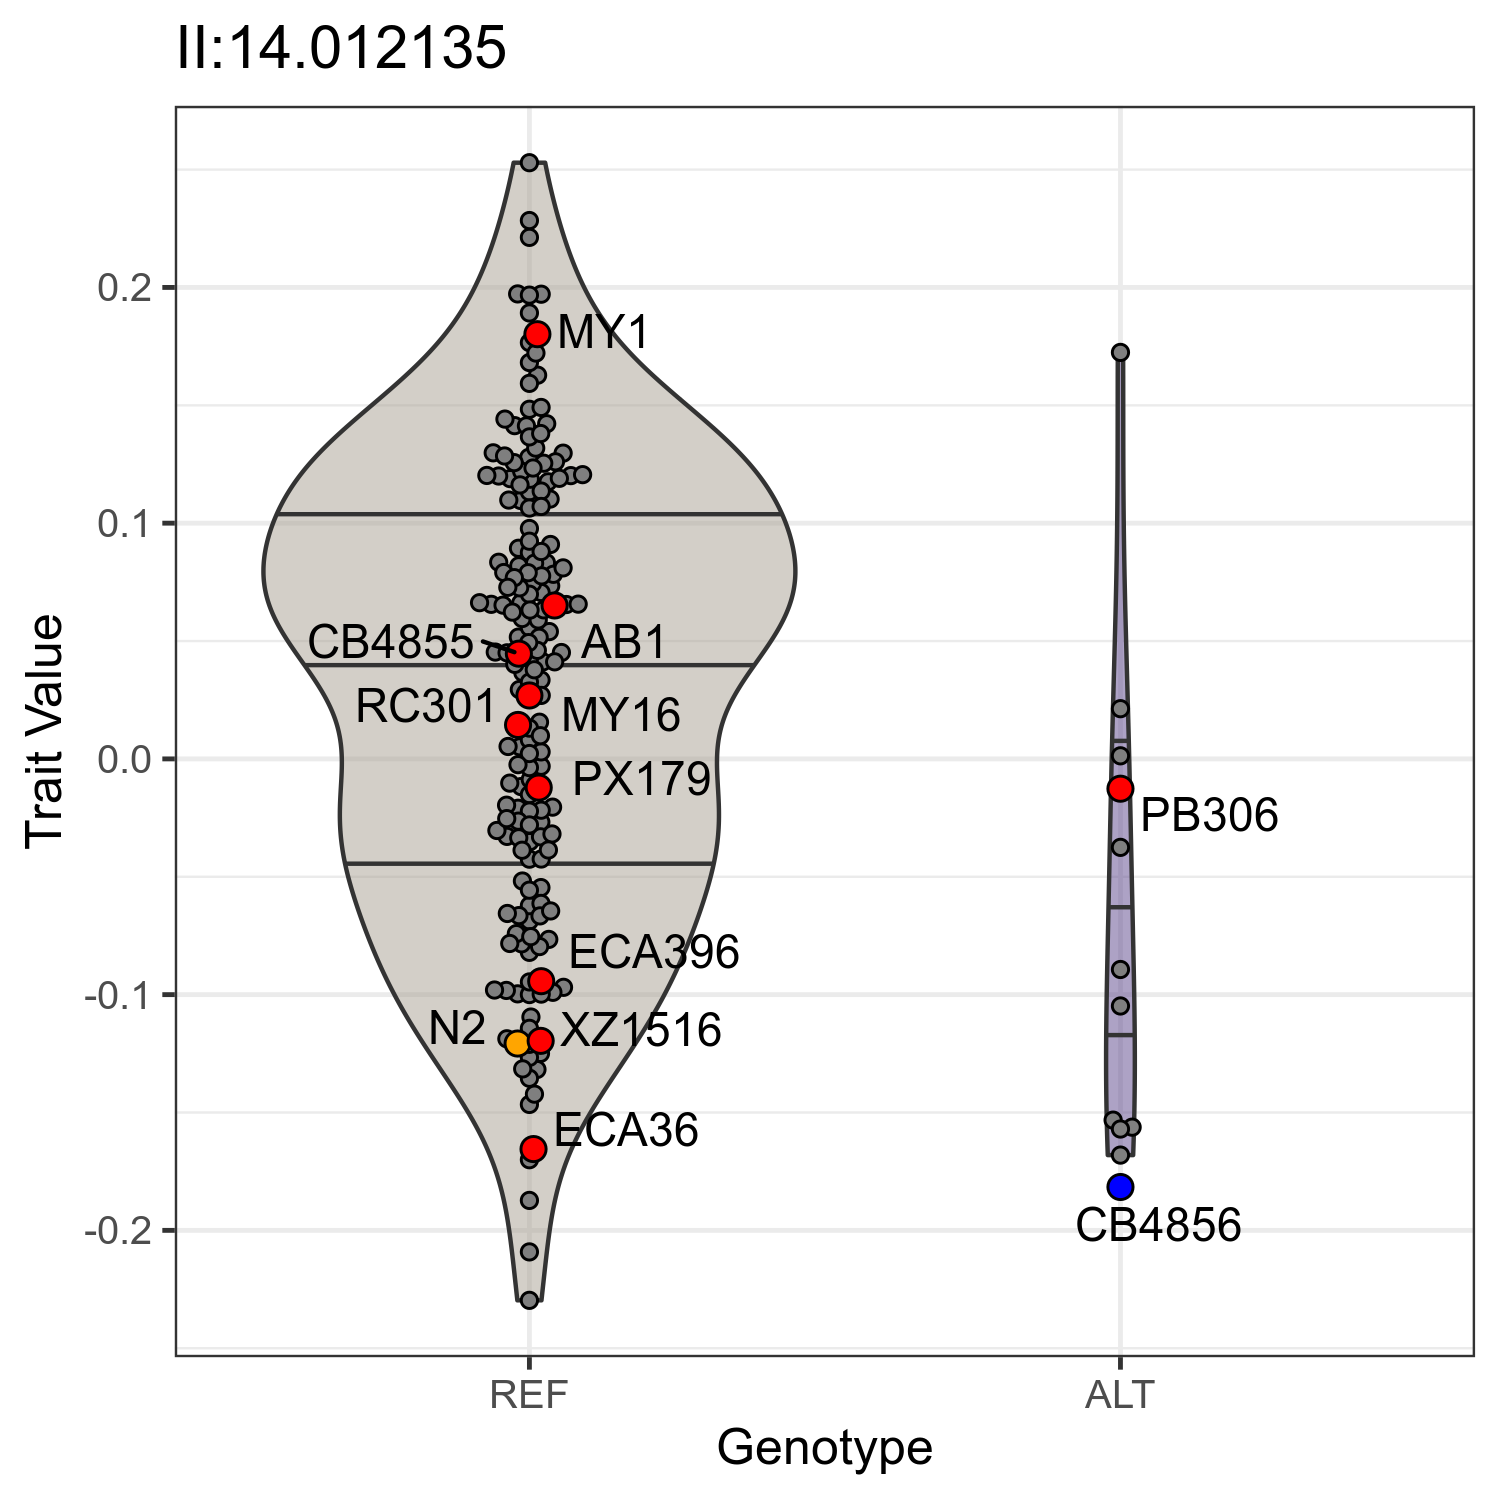 II:14.012135
Trait Value
0.2
0.1
0.0
-0.1
-0.2
MY1
CB4855
AB1
RC301
MY16
PX179
PB306
ECA396
N2
XZ1516
ECA36
CB4856
REF
ALT
Genotype